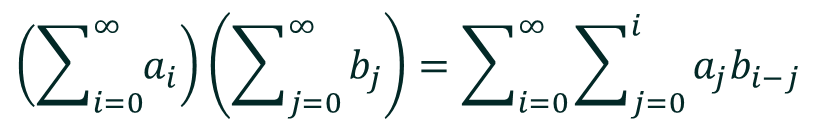 (∑_{i=0}^{∞} a_i) (∑_{j=0}^{∞} b_j) = ∑_{i=0}^{∞} ∑_{j=0}^{i} a_j b_{i−j}